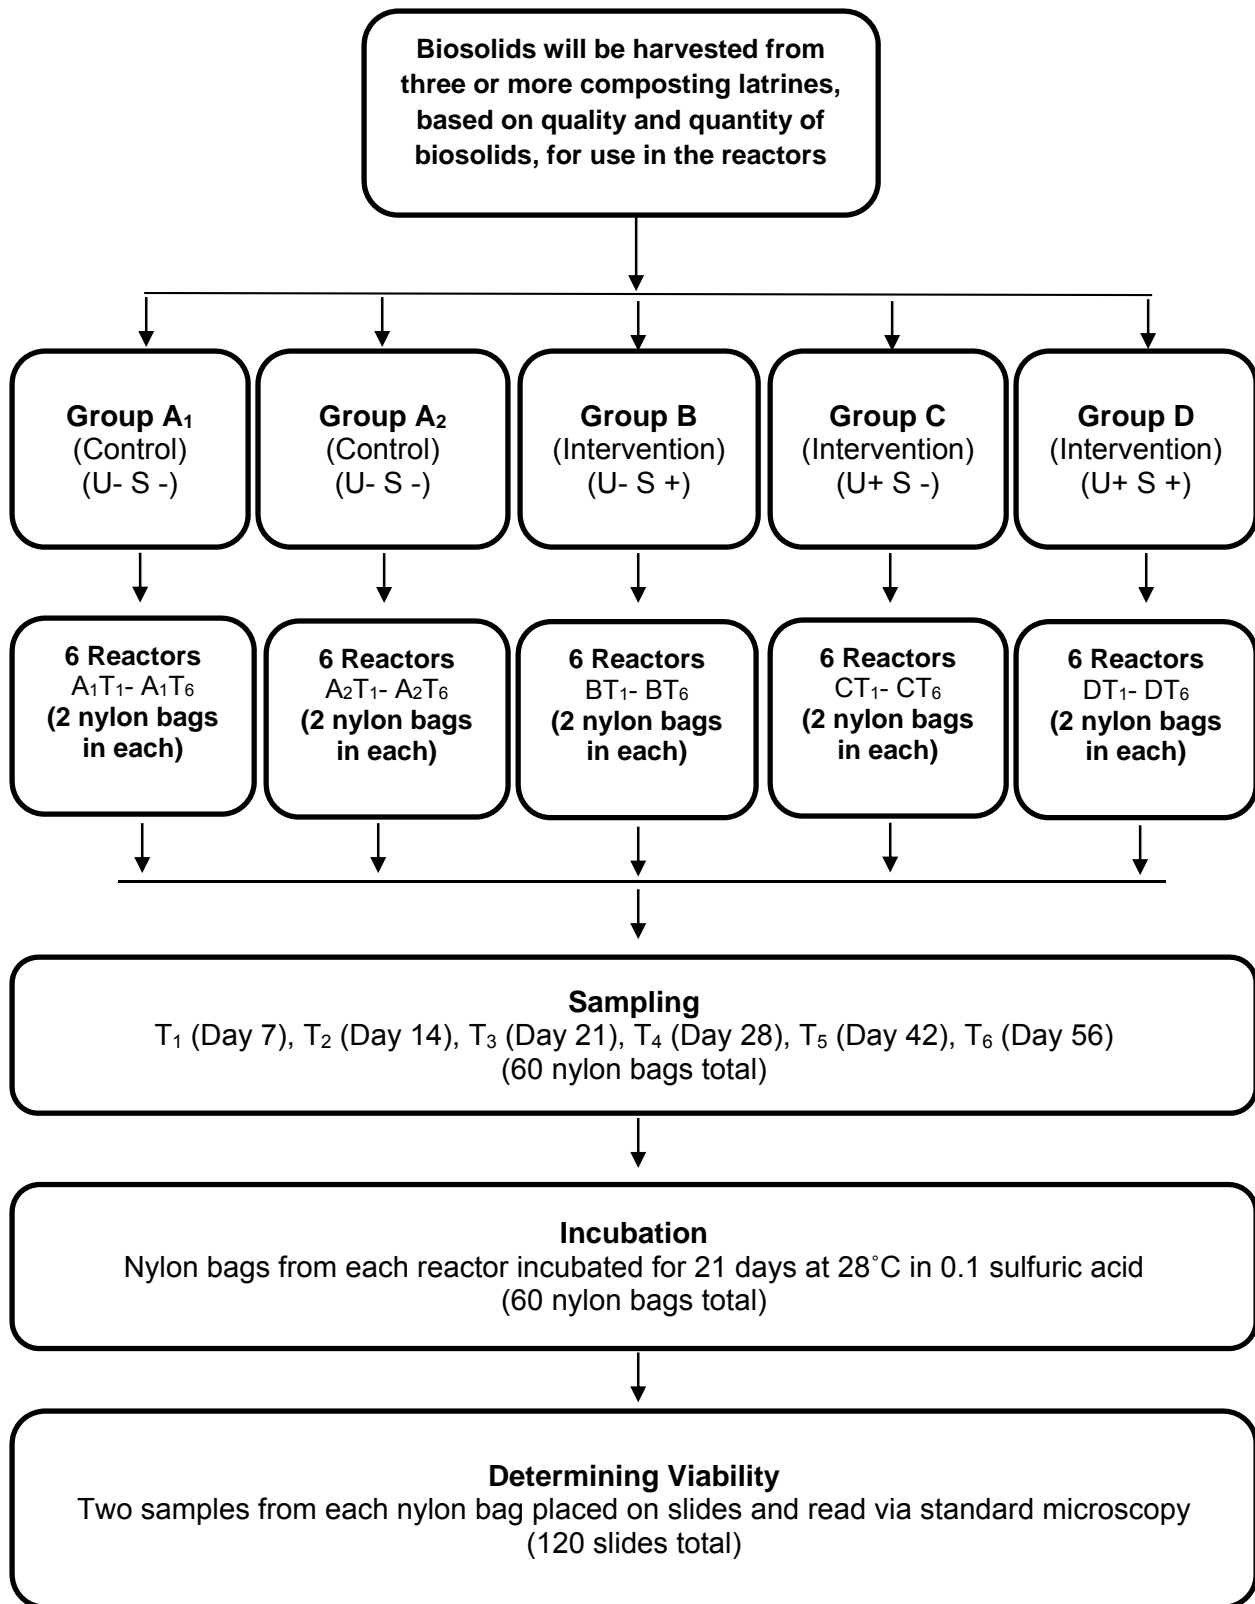 Biosolids will be harvested from
three or more composting latrines,
based on quality and quantity of
biosolids, for use in the reactors
Group A₁
(Control)
(U- S -)
Group A₂
(Control)
(U- S -)
Group B
(Intervention)
(U- S +)
Group C
(Intervention)
(U+ S -)
Group D
(Intervention)
(U+ S +)
6 Reactors
A₁T₁- A₁T₆
(2 nylon bags
in each)
6 Reactors
A₂T₁- A₂T₆
(2 nylon bags
in each)
6 Reactors
BT₁- BT₆
(2 nylon bags
in each)
6 Reactors
CT₁- CT₆
(2 nylon bags
in each)
6 Reactors
DT₁- DT₆
(2 nylon bags
in each)
Sampling
T₁ (Day 7), T₂ (Day 14), T₃ (Day 21), T₄ (Day 28), T₅ (Day 42), T₆ (Day 56)
(60 nylon bags total)
Incubation
Nylon bags from each reactor incubated for 21 days at 28˚C in 0.1 sulfuric acid
(60 nylon bags total)
Determining Viability
Two samples from each nylon bag placed on slides and read via standard microscopy
(120 slides total)